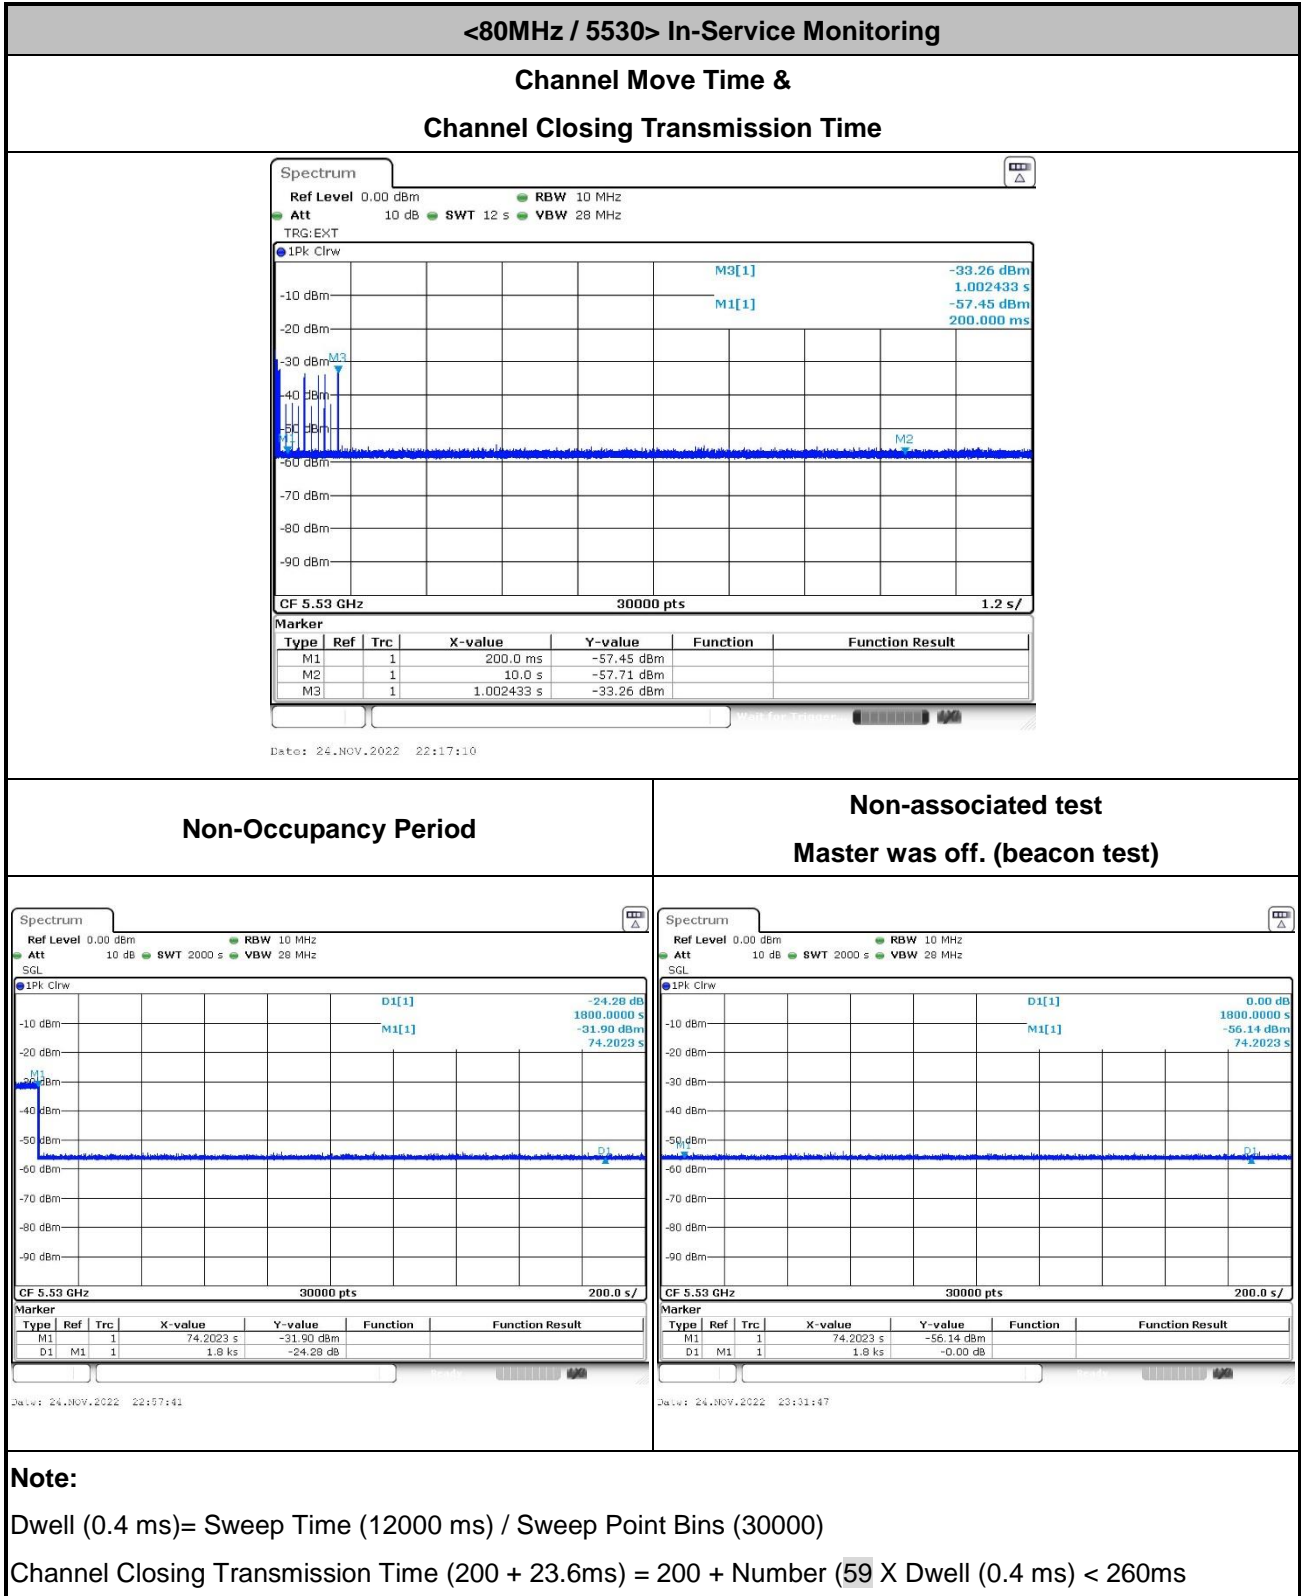 <80MHz / 5530> In-Service Monitoring
Channel Move Time &
Channel Closing Transmission Time
Spectrum
Ref Level 0.00 dBm RBW 10 MHz
Att 10 dB SWT 12 s VBW 28 MHz
TRG:EXT
1Pk Clrw
M3[1] -33.26 dBm
1.002433 s
M1[1] -57.45 dBm
200.000 ms
-10 dBm
-20 dBm
-30 dBm
M3
-40 dBm
-50 dBm
M1
M2
-60 dBm
-70 dBm
-80 dBm
-90 dBm
CF 5.53 GHz 30000 pts 1.2 s/
Marker
Type Ref Trc X-value Y-value Function Function Result
M1 1 200.0 ms -57.45 dBm
M2 1 10.0 s -57.71 dBm
M3 1 1.002433 s -33.26 dBm
Wait for Trigger
Date: 24.NOV.2022 22:17:10
Non-Occupancy Period
Non-associated test
Master was off. (beacon test)
Spectrum
Ref Level 0.00 dBm RBW 10 MHz
Att 10 dB SWT 2000 s VBW 28 MHz
SGL
1Pk Clrw
D1[1] -24.28 dB
1800.0000 s
M1[1] -31.90 dBm
74.2023 s
-10 dBm
-20 dBm
M1
-30 dBm
-40 dBm
-50 dBm
D1
-60 dBm
-70 dBm
-80 dBm
-90 dBm
CF 5.53 GHz 30000 pts 200.0 s/
Marker
Type Ref Trc X-value Y-value Function Function Result
M1 1 74.2023 s -31.90 dBm
D1 M1 1 1.8 ks -24.28 dB
Ready
Date: 24.NOV.2022 22:57:41
Spectrum
Ref Level 0.00 dBm RBW 10 MHz
Att 10 dB SWT 2000 s VBW 28 MHz
SGL
1Pk Clrw
D1[1] 0.00 dB
1800.0000 s
M1[1] -56.14 dBm
74.2023 s
-10 dBm
-20 dBm
-30 dBm
-40 dBm
-50 dBm
M1
D1
-60 dBm
-70 dBm
-80 dBm
-90 dBm
CF 5.53 GHz 30000 pts 200.0 s/
Marker
Type Ref Trc X-value Y-value Function Function Result
M1 1 74.2023 s -56.14 dBm
D1 M1 1 1.8 ks -0.00 dB
Ready
Date: 24.NOV.2022 23:31:47
Note:
Dwell (0.4 ms)= Sweep Time (12000 ms) / Sweep Point Bins (30000)
Channel Closing Transmission Time (200 + 23.6ms) = 200 + Number (59 X Dwell (0.4 ms) < 260ms